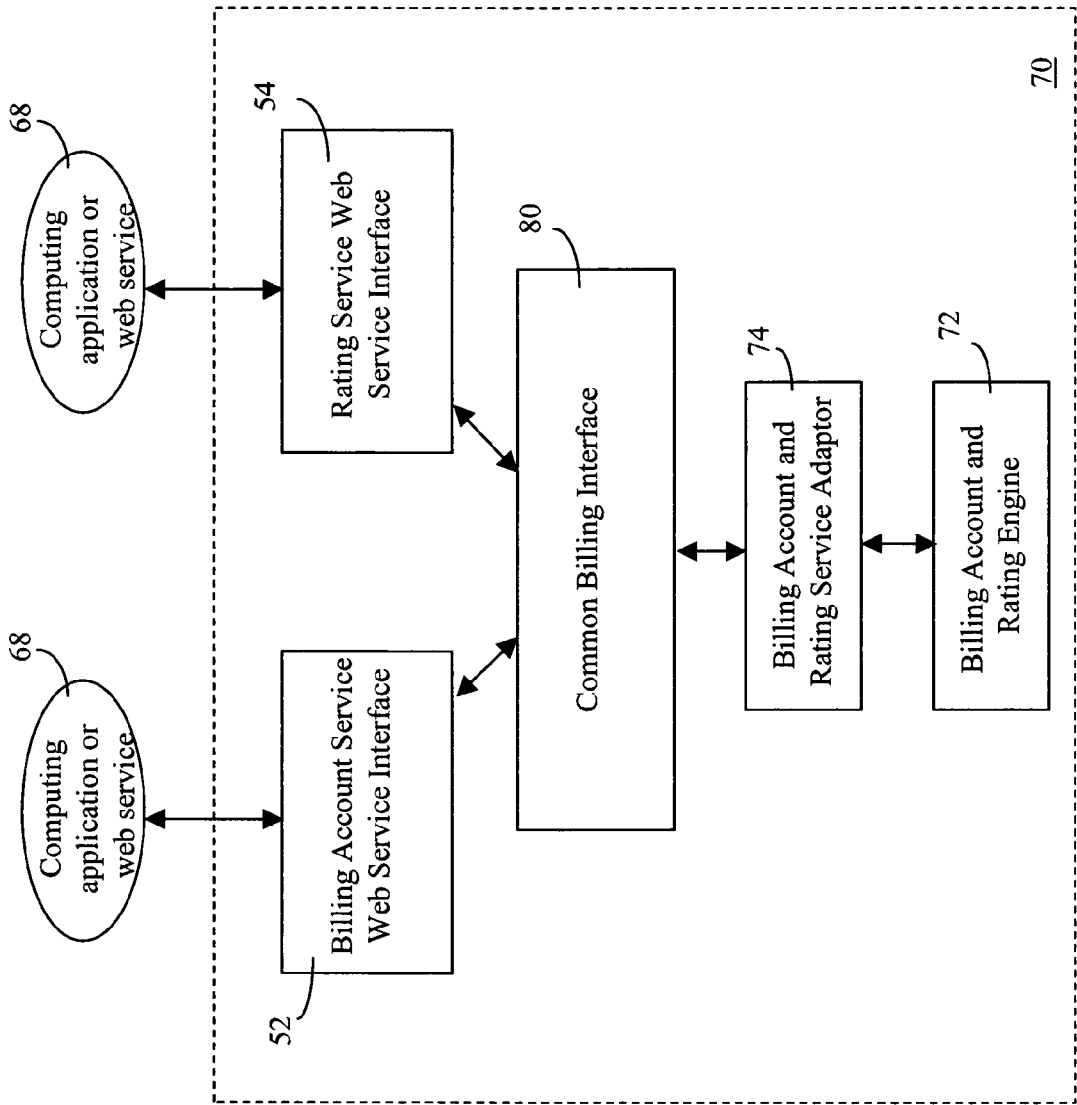 68
Computing
application or
web service
68
Computing
application or
web service
52
Billing Account Service
Web Service Interface
54
Rating Service Web
Service Interface
80
Common Billing Interface
74
Billing Account and
Rating Service Adaptor
72
Billing Account and
Rating Engine
70